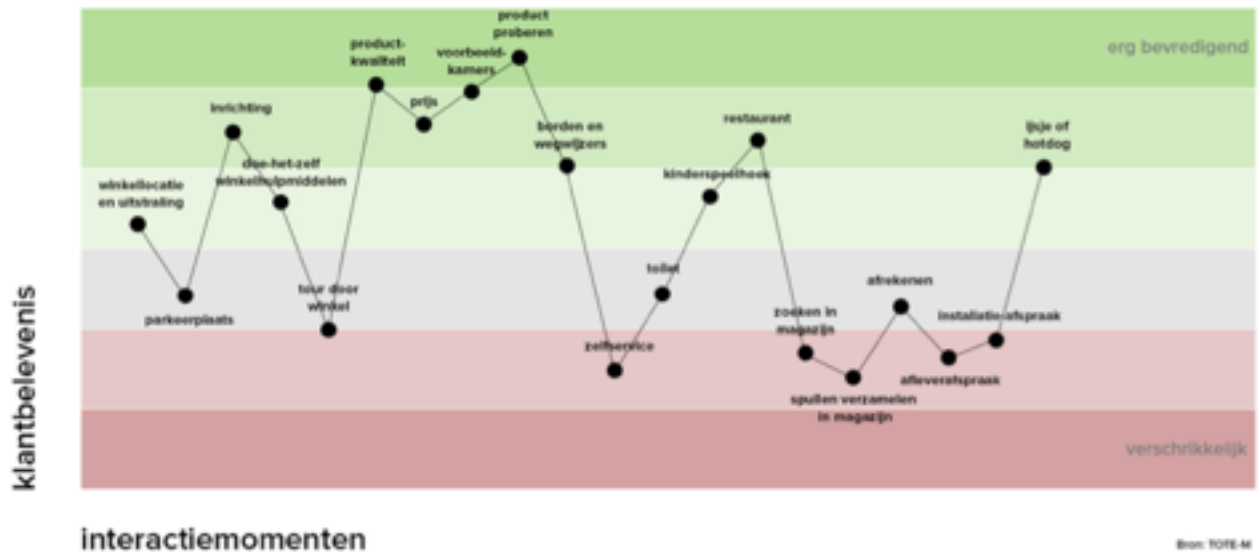 product
proberen
erg bevredigend
product-
kwaliteit
voorbeeld-
kamers
prijs
inrichting
restaurant
borden en
wegwijzers
ijsje of
hotdog
doe-het-zelf
winkelhulpmiddelen
kinderspeelhoek
winkellocatie
en uitstraling
toilet
afrekenen
tour door
winkel
parkeerplaats
zoeken in
magazijn
installatie-afspraak
zelfservice
afleverafspraak
spullen verzamelen
in magazijn
verschrikkelijk
klantbelevenis
interactiemomenten
Bron: TOTE-M